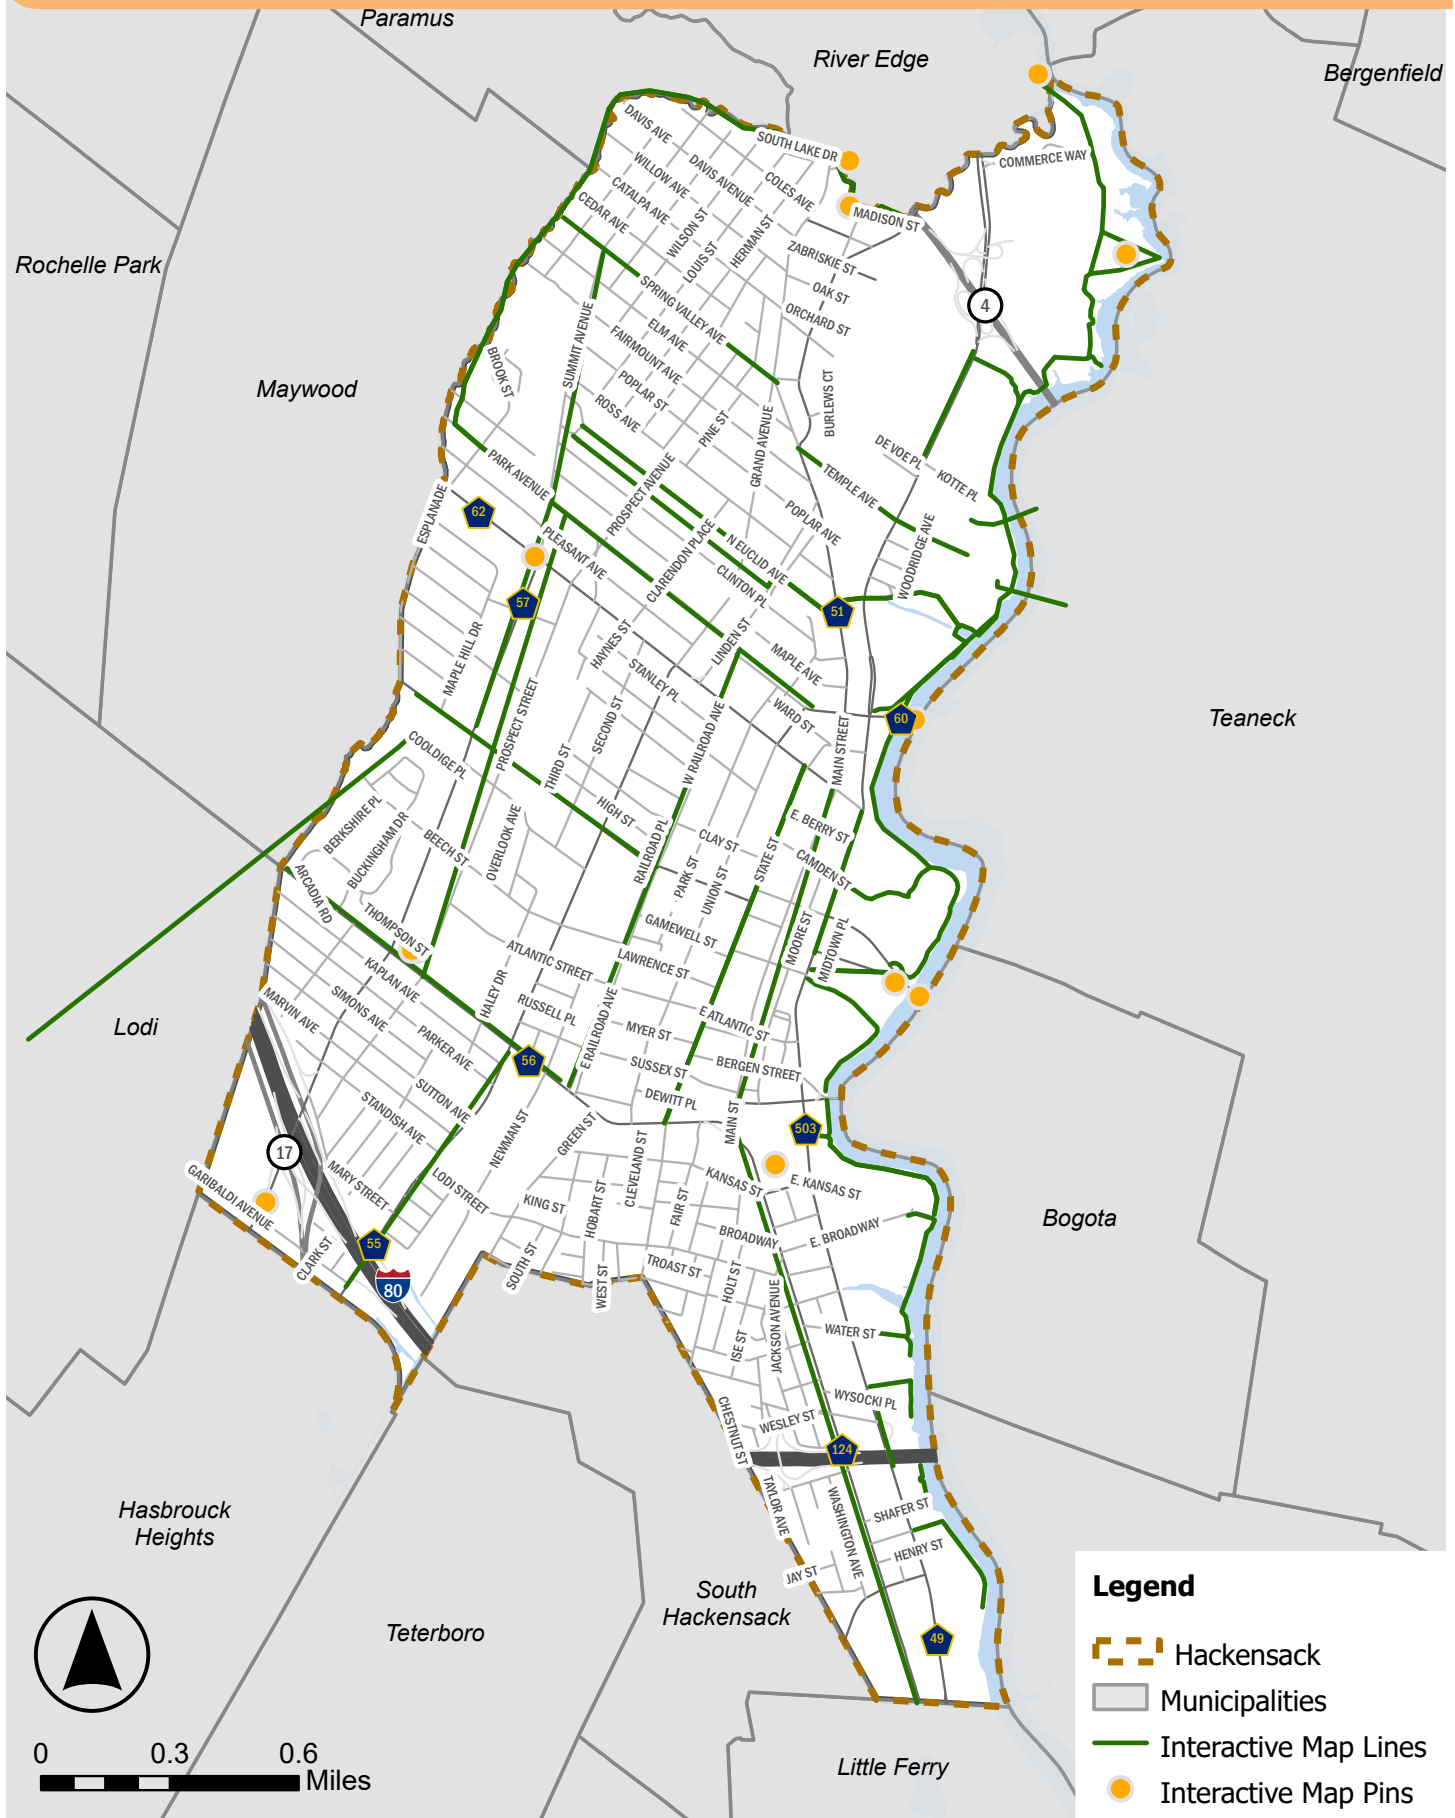 Paramus
River Edge
Bergenfield
DAVIS AVE
SOUTH LAKE DR
COMMERCE WAY
WILLOW AVE
DAVIS AVENUE
COLES AVE
CATALPA AVE
CEDAR AVE
MADISON ST
WILSON ST
LOUIS ST
HERMAN ST
ZABRISKIE ST
Rochelle Park
OAK ST
SPRING VALLEY AVE
ORCHARD ST
4
ELM AVE
FAIRMOUNT AVE
SUMMIT AVENUE
BROOK ST
POPLAR ST
ROSS AVE
BURLEWS CT
Maywood
PINE ST
GRAND AVENUE
DE VOE PL
KOTTE PL
TEMPLE AVE
PARK AVENUE
PROSPECT AVENUE
ESPLANADE
62
POPLAR AVE
WOODRIDGE AVE
PLEASANT AVE
N EUCLID AVE
CLARENDON PLACE
CLINTON PL
57
51
MAPLE HILL DR
HAYNES ST
LINDEN ST
MAPLE AVE
STANLEY PL
Teaneck
PROSPECT STREET
SECOND ST
WARD ST
60
COOLDIGE PL
THIRD ST
W RAILROAD AVE
MAIN STREET
BERKSHIRE PL
BUCKINGHAM DR
HIGH ST
E. BERRY ST
BEECH ST
OVERLOOK AVE
RAILROAD PL
CLAY ST
STATE ST
CAMDEN ST
ARCADIA RD
PARK ST
UNION ST
THOMPSON ST
GAMEWELL ST
MOORE ST
MIDTOWN PL
ATLANTIC STREET
LAWRENCE ST
KAPLAN AVE
HALEY DR
MARVIN AVE
SIMONS AVE
RUSSELL PL
E RAILROAD AVE
E ATLANTIC ST
Lodi
PARKER AVE
MYER ST
56
SUSSEX ST
BERGEN STREET
SUTTON AVE
DEWITT PL
STANDISH AVE
NEWMAN ST
GREEN ST
MAIN ST
503
17
CLEVELAND ST
MARY STREET
LODI STREET
KANSAS ST
E. KANSAS ST
GARIBALDI AVENUE
KING ST
HOBART ST
FAIR ST
Bogota
BROADWAY
E. BROADWAY
55
CLARK ST
SOUTH ST
WEST ST
TROAST ST
HOLT ST
80
JACKSON AVENUE
WATER ST
ISE ST
WYSOCKI PL
CHESTNUT ST
WESLEY ST
124
Hasbrouck
Heights
TAYLOR AVE
WASHINGTON AVE
SHAFER ST
HENRY ST
JAY ST
South
Hackensack
Teterboro
49
Little Ferry
Legend
Hackensack
Municipalities
Interactive Map Lines
Interactive Map Pins
0 0.3 0.6
Miles